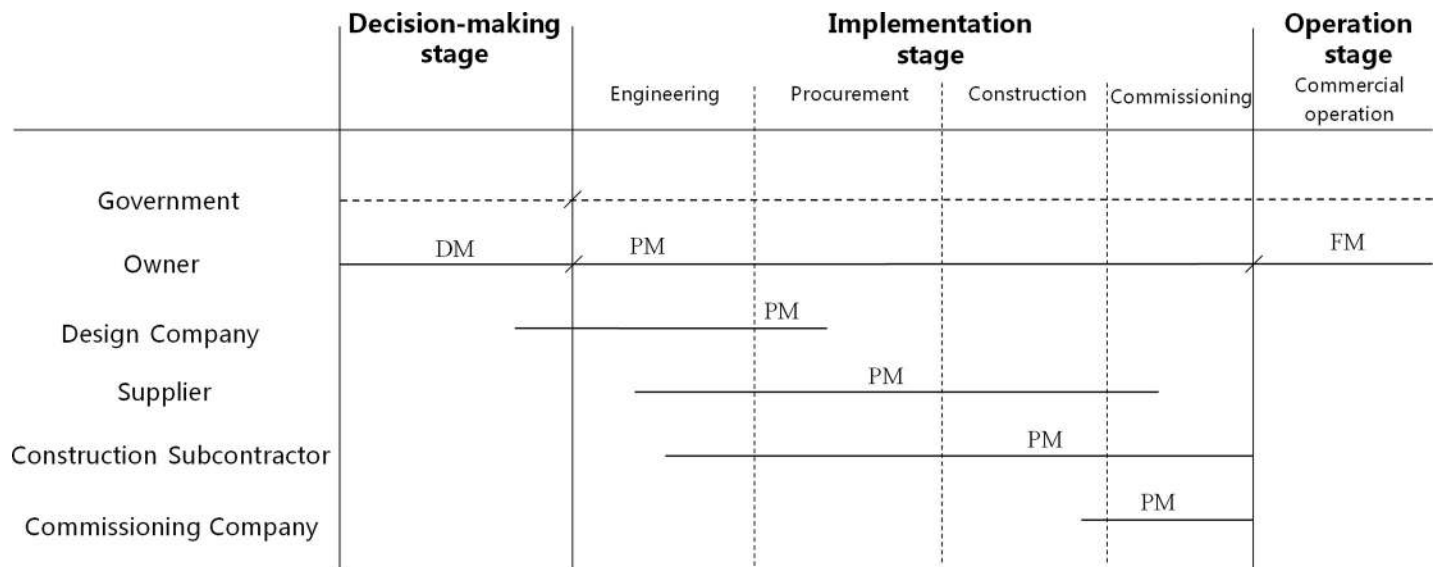 Decision-making
stage
Implementation
stage
Operation
stage
Engineering
Procurement
Construction
Commissioning
Commercial
operation
Government
Owner
DM
PM
FM
Design Company
PM
Supplier
PM
Construction Subcontractor
PM
Commissioning Company
PM